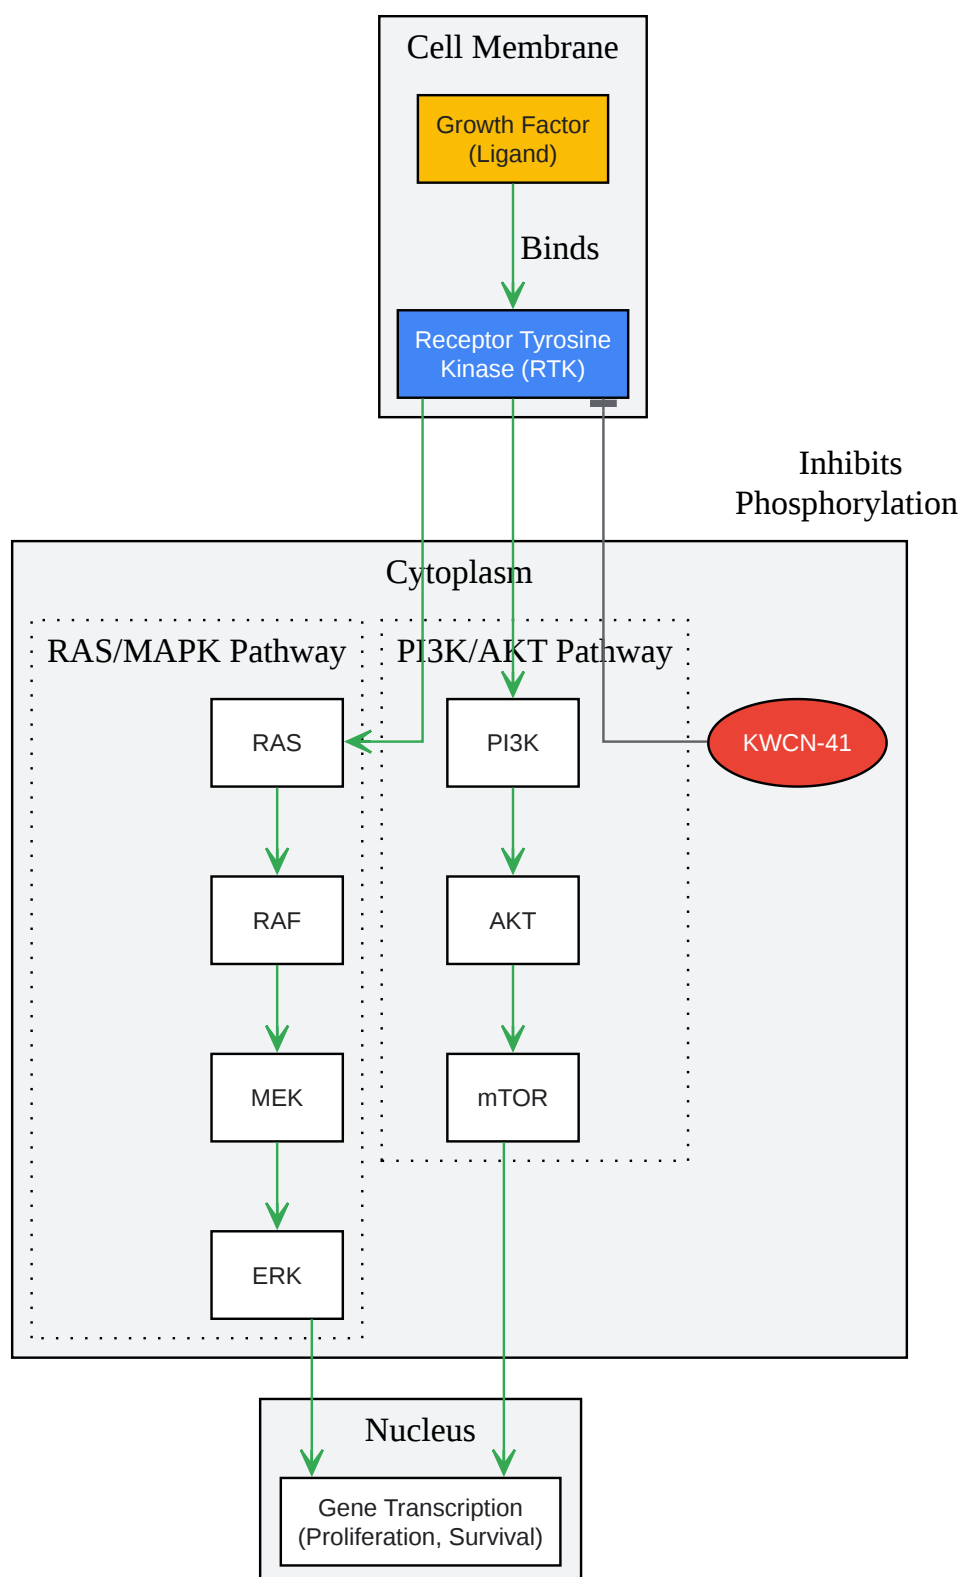 Cell Membrane
Growth Factor
(Ligand)
Binds
Receptor Tyrosine
Kinase (RTK)
Inhibits
Phosphorylation
Cytoplasm
RAS/MAPK Pathway
PI3K/AKT Pathway
RAS
PI3K
KWCN-41
RAF
AKT
MEK
mTOR
ERK
Nucleus
Gene Transcription
(Proliferation, Survival)